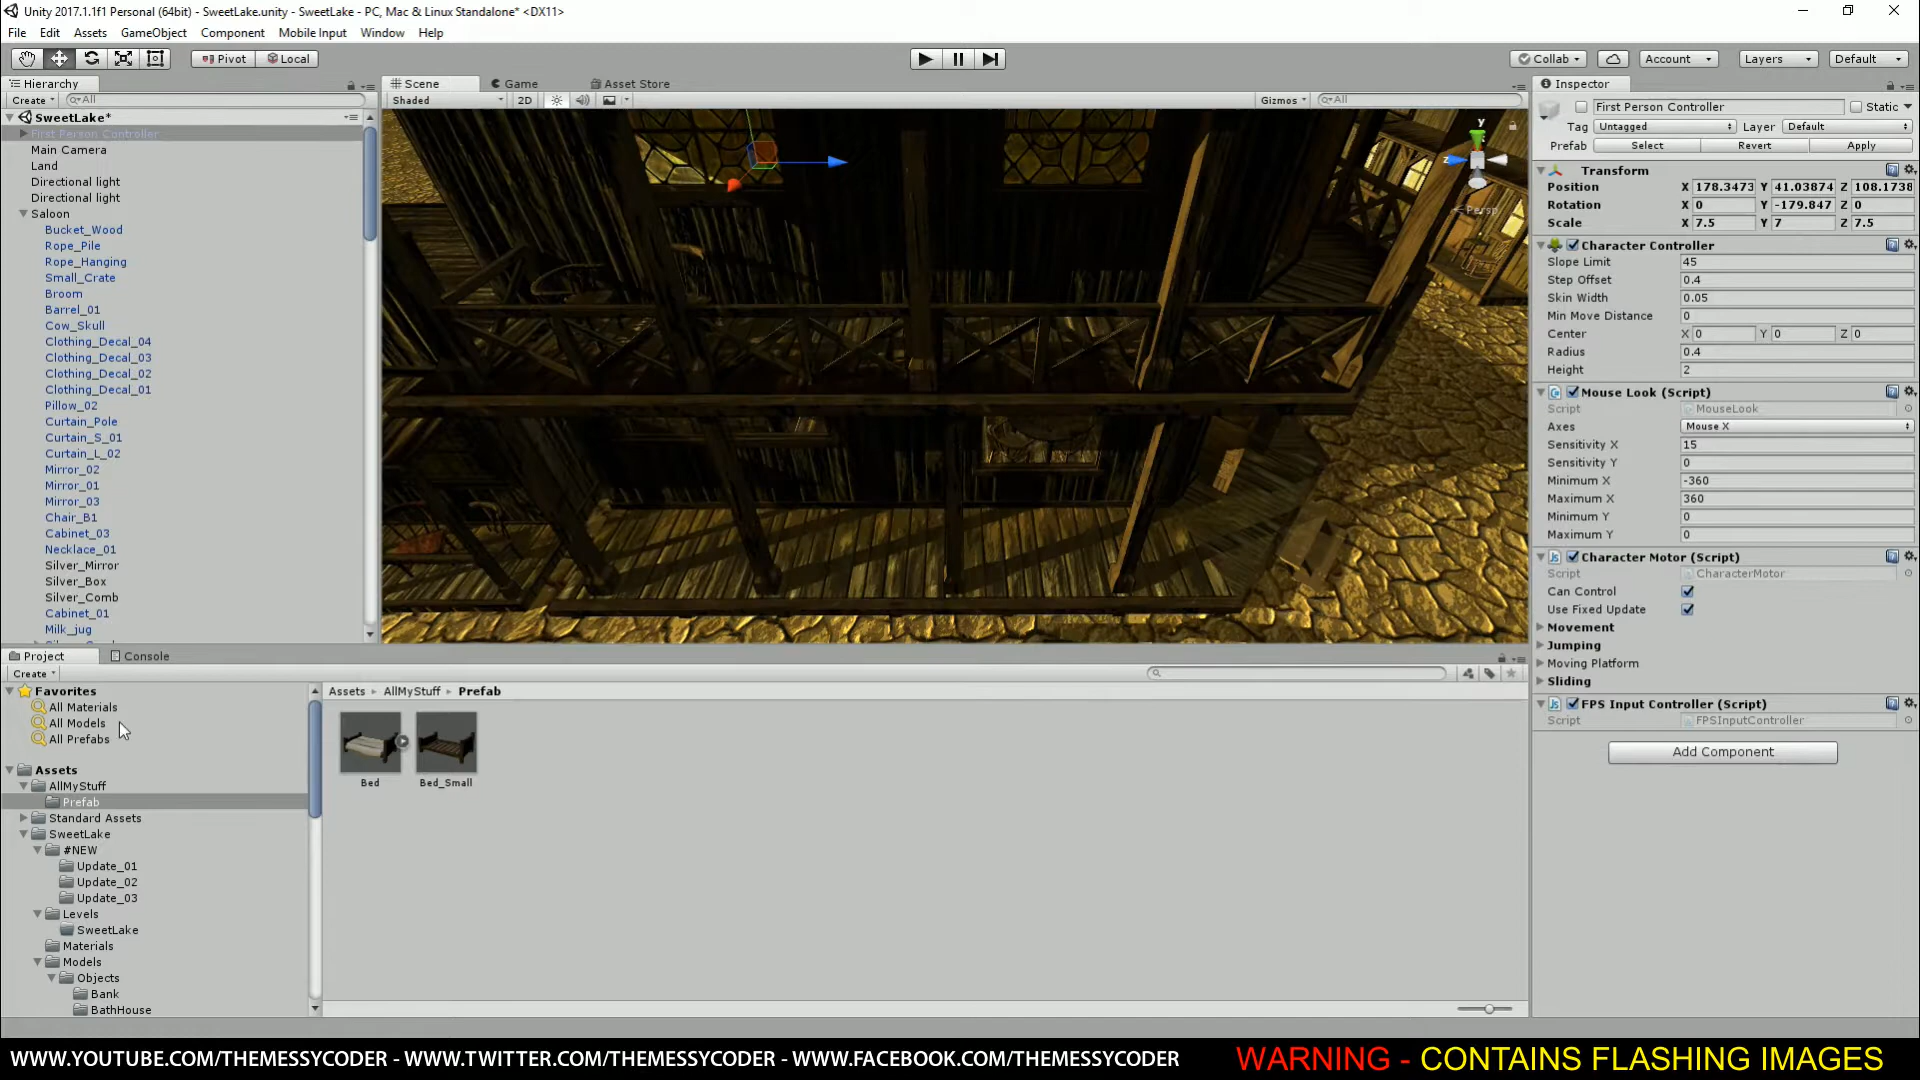 Unity 2017.1.1f1 Personal (64bit) - SweetLake.unity - SweetLake - PC, Mac & Linux Standalone* <DX11>
File Edit Assets GameObject Component Mobile Input Window Help
Pivot Local Collab Account Layers Default
Hierarchy
Create All
SweetLake*
First Person Controller
Main Camera
Land
Directional light
Directional light
Saloon
Bucket_Wood
Rope_Pile
Rope_Hanging
Small_Crate
Broom
Barrel_01
Cow_Skull
Clothing_Decal_04
Clothing_Decal_03
Clothing_Decal_02
Clothing_Decal_01
Pillow_02
Curtain_Pole
Curtain_S_01
Curtain_L_02
Mirror_02
Mirror_01
Mirror_03
Chair_B1
Cabinet_03
Necklace_01
Silver_Mirror
Silver_Box
Silver_Comb
Cabinet_01
Milk_jug
Scene Game Asset Store
Shaded 2D Gizmos All
y
z
Persp
Inspector
First Person Controller Static
Tag Untagged Layer Default
Prefab Select Revert Apply
Transform
Position X 178.3473 Y 41.03874 Z 108.1738
Rotation X 0 Y -179.847 Z 0
Scale X 7.5 Y 7 Z 7.5
Character Controller
Slope Limit 45
Step Offset 0.4
Skin Width 0.05
Min Move Distance 0
Center X 0 Y 0 Z 0
Radius 0.4
Height 2
Mouse Look (Script)
Script MouseLook
Axes Mouse X
Sensitivity X 15
Sensitivity Y 0
Minimum X -360
Maximum X 360
Minimum Y 0
Maximum Y 0
Character Motor (Script)
Script CharacterMotor
Can Control
Use Fixed Update
Movement
Jumping
Moving Platform
Sliding
FPS Input Controller (Script)
Script FPSInputController
Add Component
Project Console
Create
Favorites
All Materials
All Models
All Prefabs
Assets
AllMyStuff
Prefab
Standard Assets
SweetLake
#NEW
Update_01
Update_02
Update_03
Levels
SweetLake
Materials
Models
Objects
Bank
BathHouse
Assets AllMyStuff Prefab
Bed Bed_Small
WWW.YOUTUBE.COM/THEMESSYCODER - WWW.TWITTER.COM/THEMESSYCODER - WWW.FACEBOOK.COM/THEMESSYCODER WARNING - CONTAINS FLASHING IMAGES